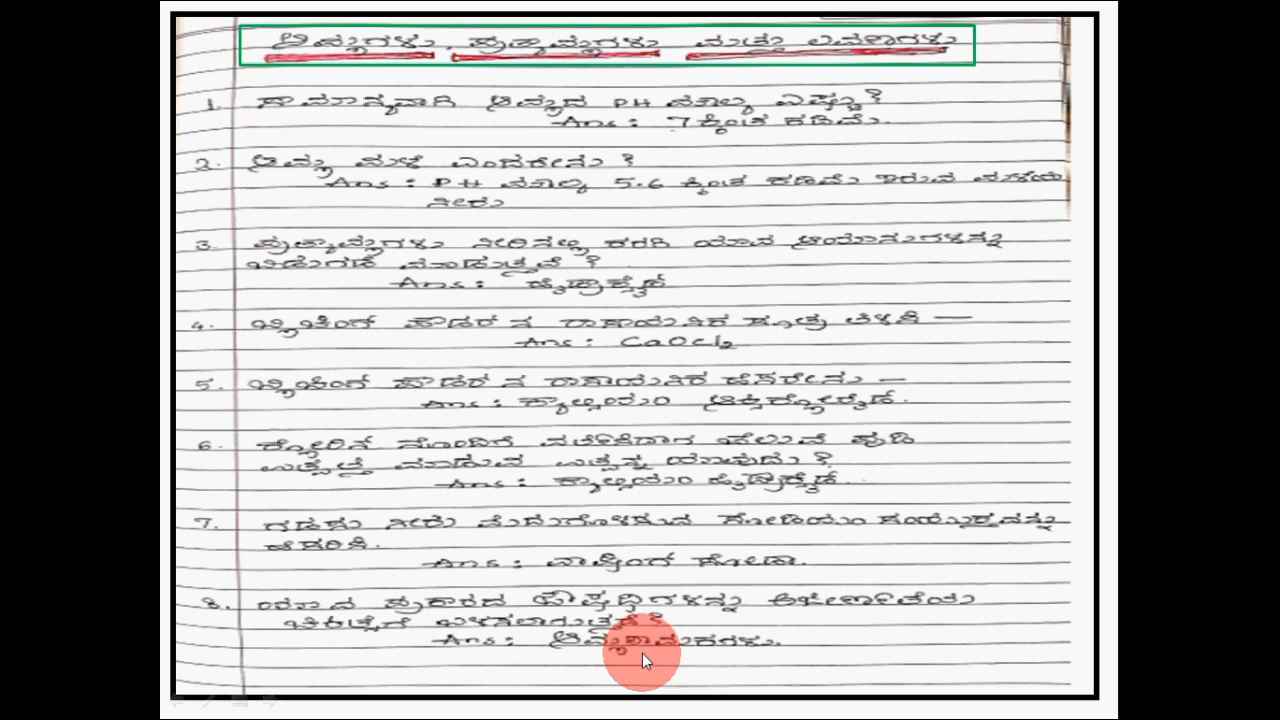 ಆಮ್ಲಗಳು, ಪ್ರತ್ಯಾಮ್ಲಗಳು ಮತ್ತು ಲವಣಗಳು
1. ಸಾಮಾನ್ಯವಾಗಿ ಆಮ್ಲದ PH ಮೌಲ್ಯ ಎಷ್ಟು?
Ans: 7 ಕ್ಕಿಂತ ಕಡಿಮೆ.
2. ಆಮ್ಲ ಮಳೆ ಎಂದರೇನು?
Ans: PH ಮೌಲ್ಯ 5.6 ಕ್ಕಿಂತ ಕಡಿಮೆ ಇರುವ ಮಳೆಯ
ನೀರು
3. ಪ್ರತ್ಯಾಮ್ಲಗಳು ನೀರಿನಲ್ಲಿ ಕರಗಿ ಯಾವ ಆಯಾನುಗಳನ್ನು
ಬಿಡುಗಡೆ ಮಾಡುತ್ತವೆ?
Ans: ಹೈಡ್ರಾಕ್ಸೈಡ್
4. ಬ್ಲೀಚಿಂಗ್ ಪೌಡರ್ ನ ರಾಸಾಯನಿಕ ಸೂತ್ರ ತಿಳಿಸಿ —
Ans: CaOCl2
5. ಬ್ಲೀಚಿಂಗ್ ಪೌಡರ್ ನ ರಾಸಾಯನಿಕ ಹೆಸರೇನು —
Ans: ಕ್ಯಾಲ್ಸಿಯಂ ಆಕ್ಸಿಕ್ಲೋರೈಡ್.
6. ಕ್ಲೋರಿನ್ ನೊಂದಿಗೆ ವರ್ತಿಸಿದಾಗ ಚೆಲುವೆ ಪುಡಿ
ಉತ್ಪತ್ತಿ ಮಾಡುವ ಉತ್ಪನ್ನ ಯಾವುದು?
Ans: ಕ್ಯಾಲ್ಸಿಯಂ ಹೈಡ್ರಾಕ್ಸೈಡ್.
7. ಗಡಸು ನೀರು ಮೆದುಗೊಳಿಸುವ ಸೋಡಿಯಂ ಸಂಯುಕ್ತವನ್ನು
ಹೆಸರಿಸಿ.
Ans: ವಾಷಿಂಗ್ ಸೋಡಾ.
8. ಯಾವ ಪ್ರಕಾರದ ಔಷಧಿಗಳನ್ನು ಅಜೀರ್ಣತೆಯ
ಚಿಕಿತ್ಸೆಗೆ ಬಳಸಲಾಗುತ್ತದೆ?
Ans: ಆಮ್ಲಶಾಮಕಗಳು.